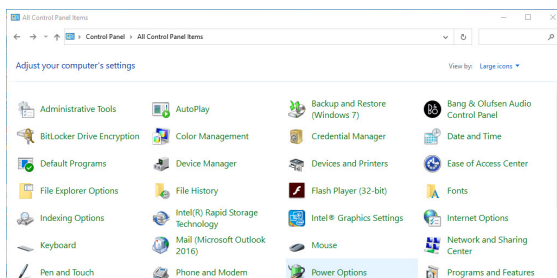 All Control Panel Items
Control Panel > All Control Panel Items
Adjust your computer's settings
View by: Large icons
Administrative Tools
AutoPlay
Backup and Restore
(Windows 7)
Bang & Olufsen Audio
Control Panel
BitLocker Drive Encryption
Color Management
Credential Manager
Date and Time
Default Programs
Device Manager
Devices and Printers
Ease of Access Center
File Explorer Options
File History
Flash Player (32-bit)
Fonts
Indexing Options
Intel(R) Rapid Storage
Technology
Intel® Graphics Settings
Internet Options
Keyboard
Mail (Microsoft Outlook
2016)
Mouse
Network and Sharing
Center
Pen and Touch
Phone and Modem
Power Options
Programs and Features